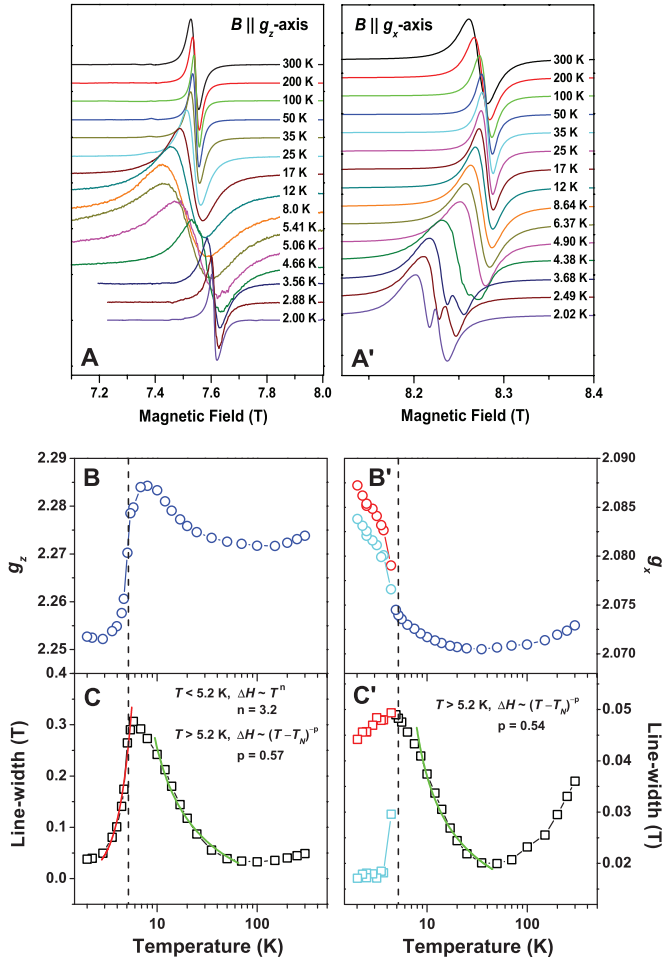 B || g_z-axis
300 K
200 K
100 K
50 K
35 K
25 K
17 K
12 K
8.0 K
5.41 K
5.06 K
4.66 K
3.56 K
2.88 K
2.00 K
A
7.2 7.4 7.6 7.8 8.0
Magnetic Field (T)
B || g_x-axis
300 K
200 K
100 K
50 K
35 K
25 K
17 K
12 K
8.64 K
6.37 K
4.90 K
4.38 K
3.68 K
2.49 K
2.02 K
A'
8.2 8.3 8.4
Magnetic Field (T)
B
2.29
2.28
2.27
2.26
2.25
g_z
B'
2.090
2.085
2.080
2.075
2.070
g_x
C
T < 5.2 K, ΔH ~ T^n
n = 3.2
T > 5.2 K, ΔH ~ (T−T_N)^−p
p = 0.57
0.4
0.3
0.2
0.1
0.0
Line-width (T)
10 100
Temperature (K)
C'
T > 5.2 K, ΔH ~ (T−T_N)^−p
p = 0.54
0.05
0.04
0.03
0.02
Line-width (T)
10 100
Temperature (K)